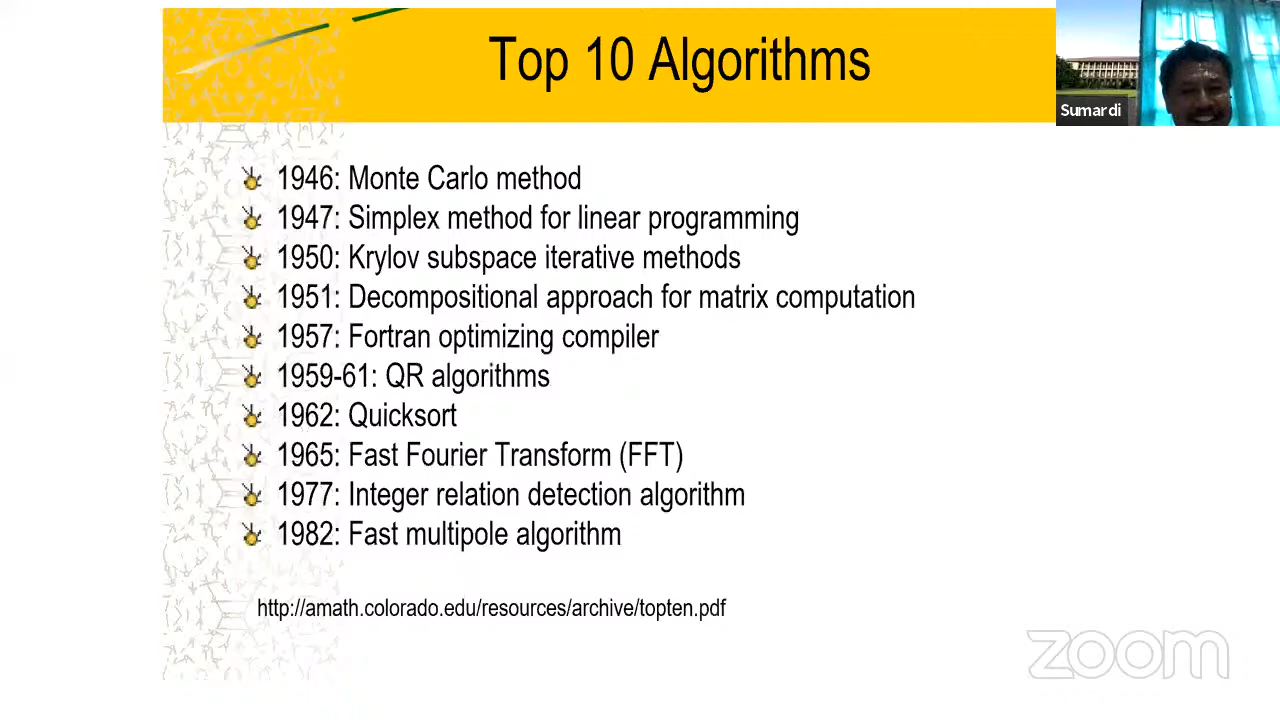 Top 10 Algorithms
Sumardi
1946: Monte Carlo method
1947: Simplex method for linear programming
1950: Krylov subspace iterative methods
1951: Decompositional approach for matrix computation
1957: Fortran optimizing compiler
1959-61: QR algorithms
1962: Quicksort
1965: Fast Fourier Transform (FFT)
1977: Integer relation detection algorithm
1982: Fast multipole algorithm
http://amath.colorado.edu/resources/archive/topten.pdf
zoom